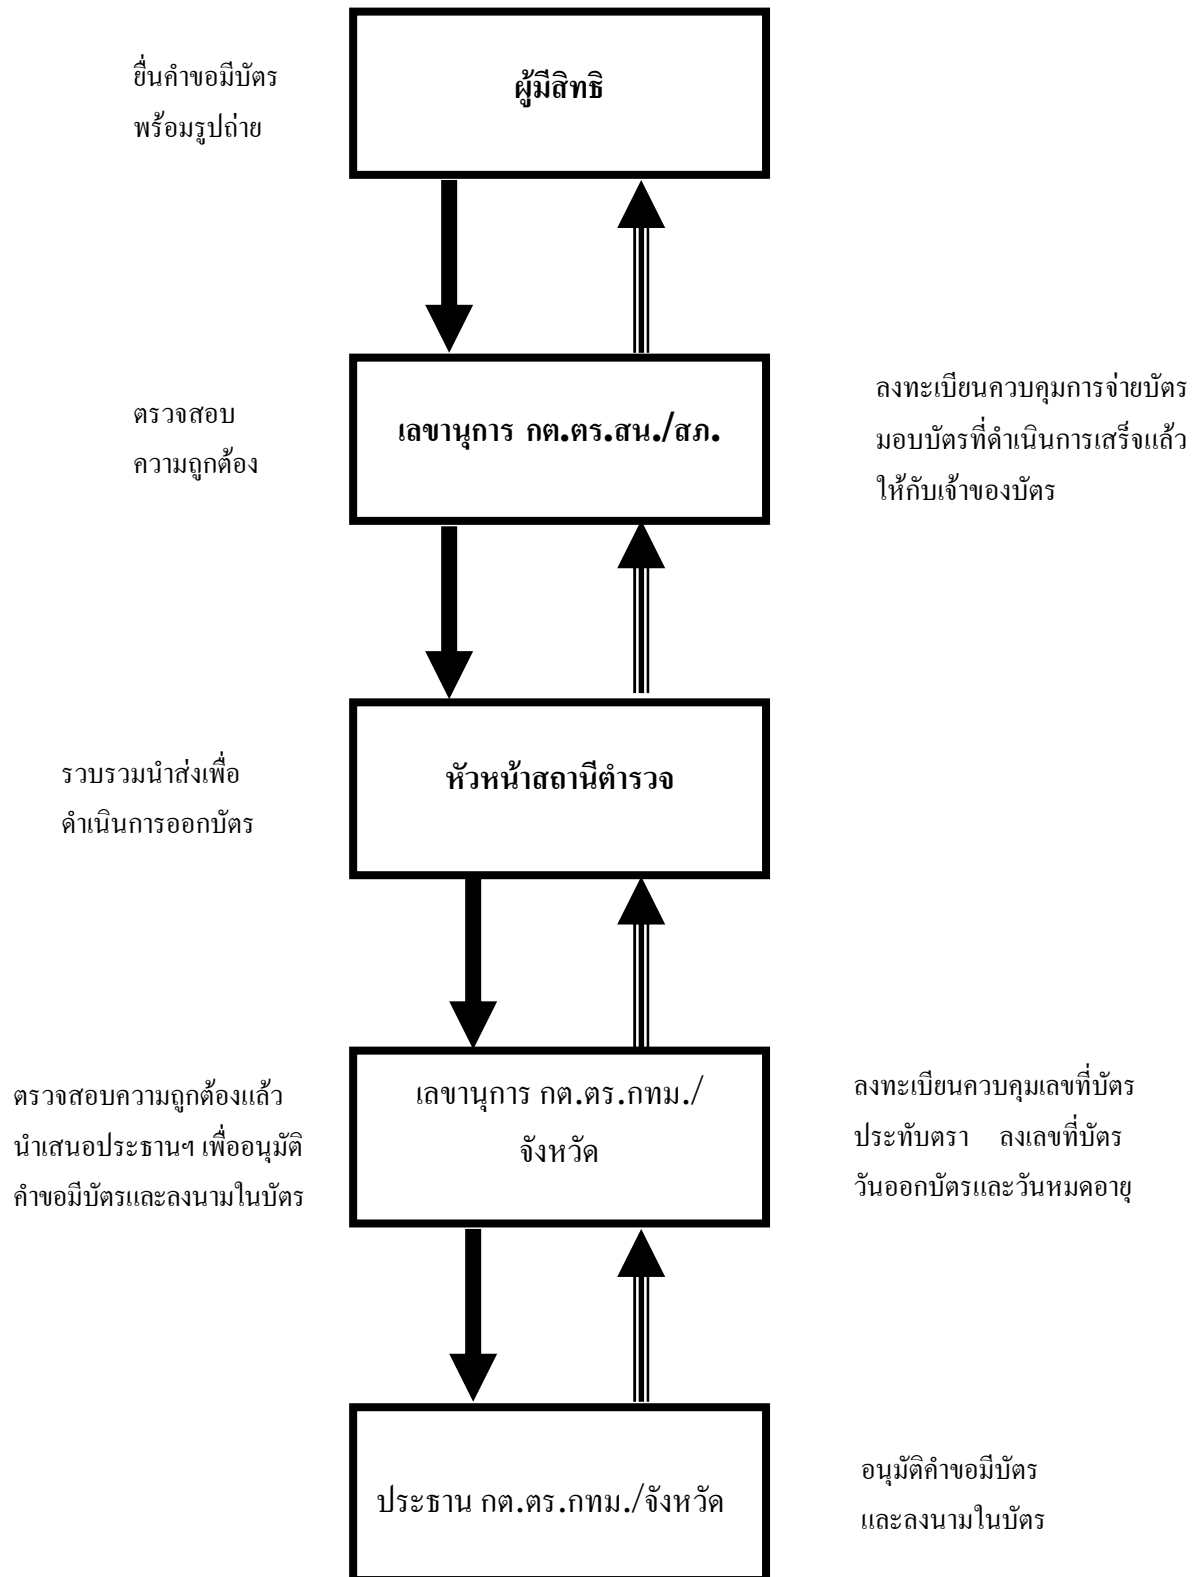 ยื่นคำขอมีบัตร
พร้อมรูปถ่าย
ผู้มีสิทธิ
ตรวจสอบ
ความถูกต้อง
เลขานุการ กต.ตร.สน./สภ.
ลงทะเบียนควบคุมการจ่ายบัตร
มอบบัตรที่ดำเนินการเสร็จแล้ว
ให้กับเจ้าของบัตร
รวบรวมนำส่งเพื่อ
ดำเนินการออกบัตร
หัวหน้าสถานีตำรวจ
ตรวจสอบความถูกต้องแล้ว
นำเสนอประธานฯ เพื่ออนุมัติ
คำขอมีบัตรและลงนามในบัตร
เลขานุการ กต.ตร.กทม./
จังหวัด
ลงทะเบียนควบคุมเลขที่บัตร
ประทับตรา ลงเลขที่บัตร
วันออกบัตรและวันหมดอายุ
ประธาน กต.ตร.กทม./จังหวัด
อนุมัติคำขอมีบัตร
และลงนามในบัตร